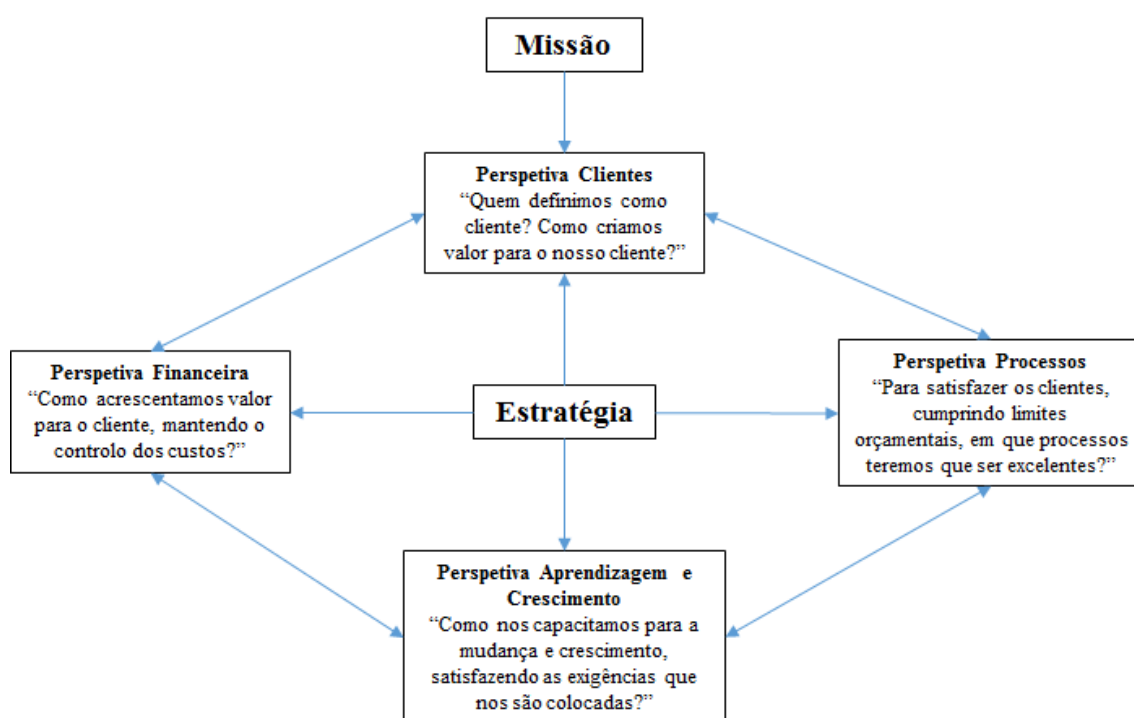 Missão
Perspetiva Clientes
“Quem definimos como
cliente? Como criamos
valor para o nosso cliente?”
Perspetiva Financeira
“Como acrescentamos valor
para o cliente, mantendo o
controlo dos custos?”
Estratégia
Perspetiva Processos
“Para satisfazer os clientes,
cumprindo limites
orçamentais, em que processos
teremos que ser excelentes?”
Perspetiva Aprendizagem e
Crescimento
“Como nos capacitamos para a
mudança e crescimento,
satisfazendo as exigências que
nos são colocadas?”